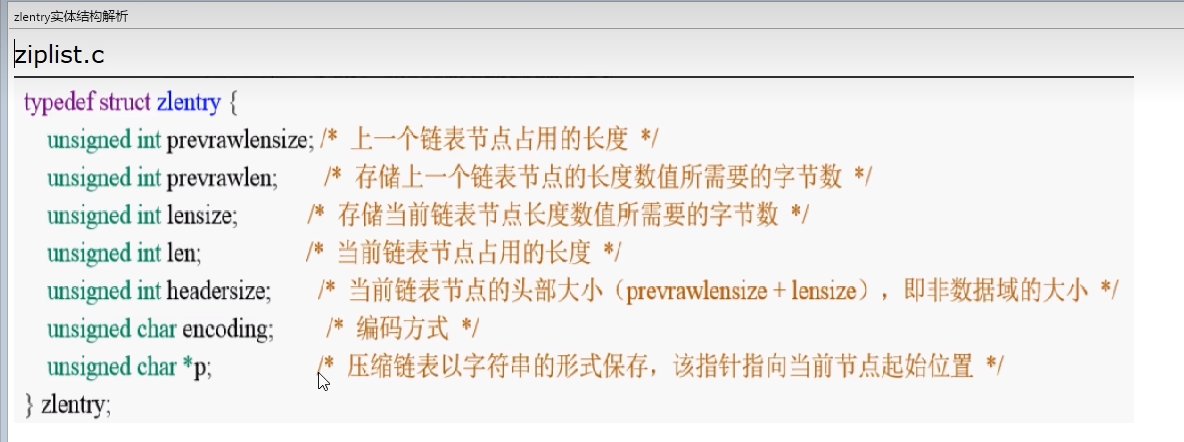 zlentry实体结构解析
ziplist.c
typedef struct zlentry {
unsigned int prevrawlensize; /* 上一个链表节点占用的长度 */
unsigned int prevrawlen; /* 存储上一个链表节点的长度数值所需要的字节数 */
unsigned int lensize; /* 存储当前链表节点长度数值所需要的字节数 */
unsigned int len; /* 当前链表节点占用的长度 */
unsigned int headersize; /* 当前链表节点的头部大小（prevrawlensize + lensize），即非数据域的大小 */
unsigned char encoding; /* 编码方式 */
unsigned char *p; /* 压缩链表以字符串的形式保存，该指针指向当前节点起始位置 */
} zlentry;